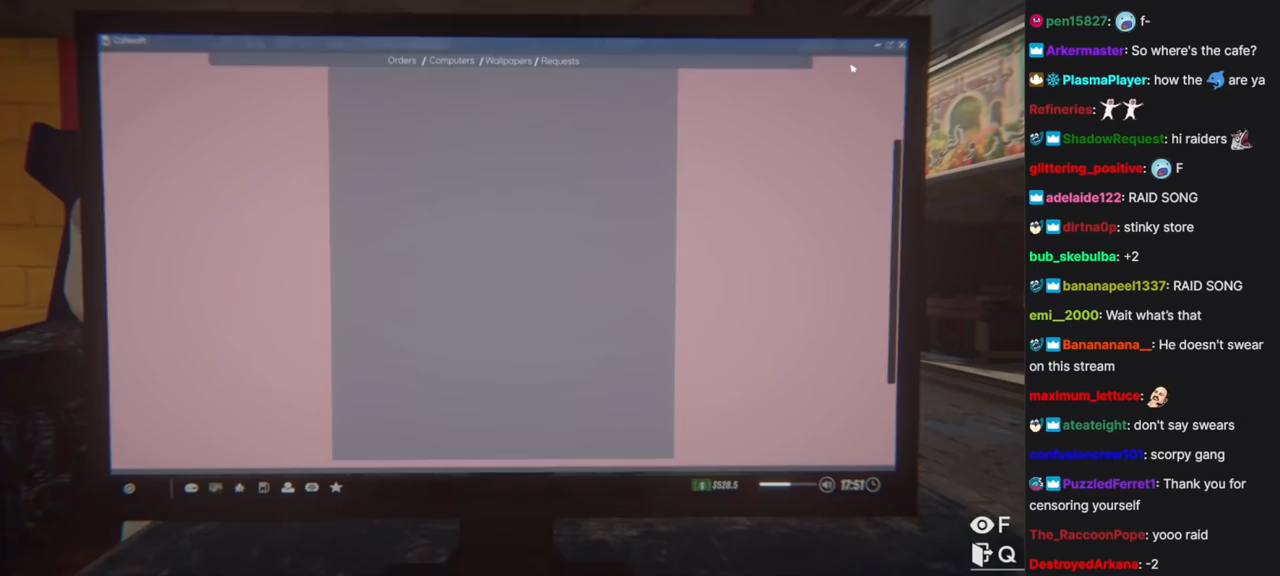 Orders / Computers / Wallpapers / Requests
$528.5
17:51
F
Q
pen15827: f-
Arkermaster: So where's the cafe?
PlasmaPlayer: how the are ya
Refineries:
ShadowRequest: hi raiders
glittering_positive: F
adelaide122: RAID SONG
dirtna0p: stinky store
bub_skebulba: +2
bananapeel1337: RAID SONG
emi__2000: Wait what's that
Banananana__: He doesn't swear
on this stream
maximum_lettuce:
ateateight: don't say swears
confusioncrew101: scorpy gang
PuzzledFerret1: Thank you for
censoring yourself
The_RaccoonPope: yooo raid
DestroyedArkana: -2